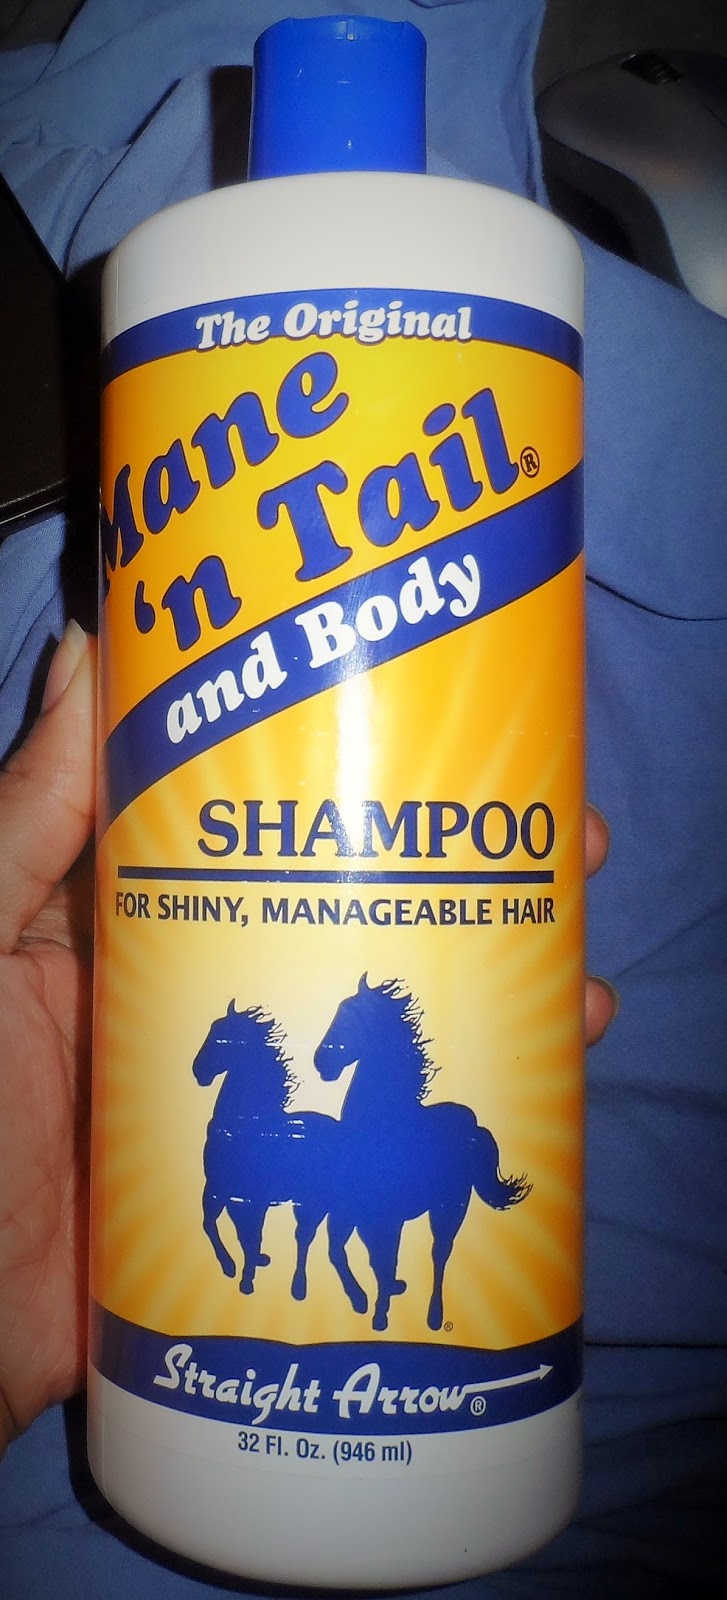 The Original
Mane
'n Tail®
and Body
SHAMPOO
FOR SHINY, MANAGEABLE HAIR
®
Straight Arrow®
32 Fl. Oz. (946 ml)